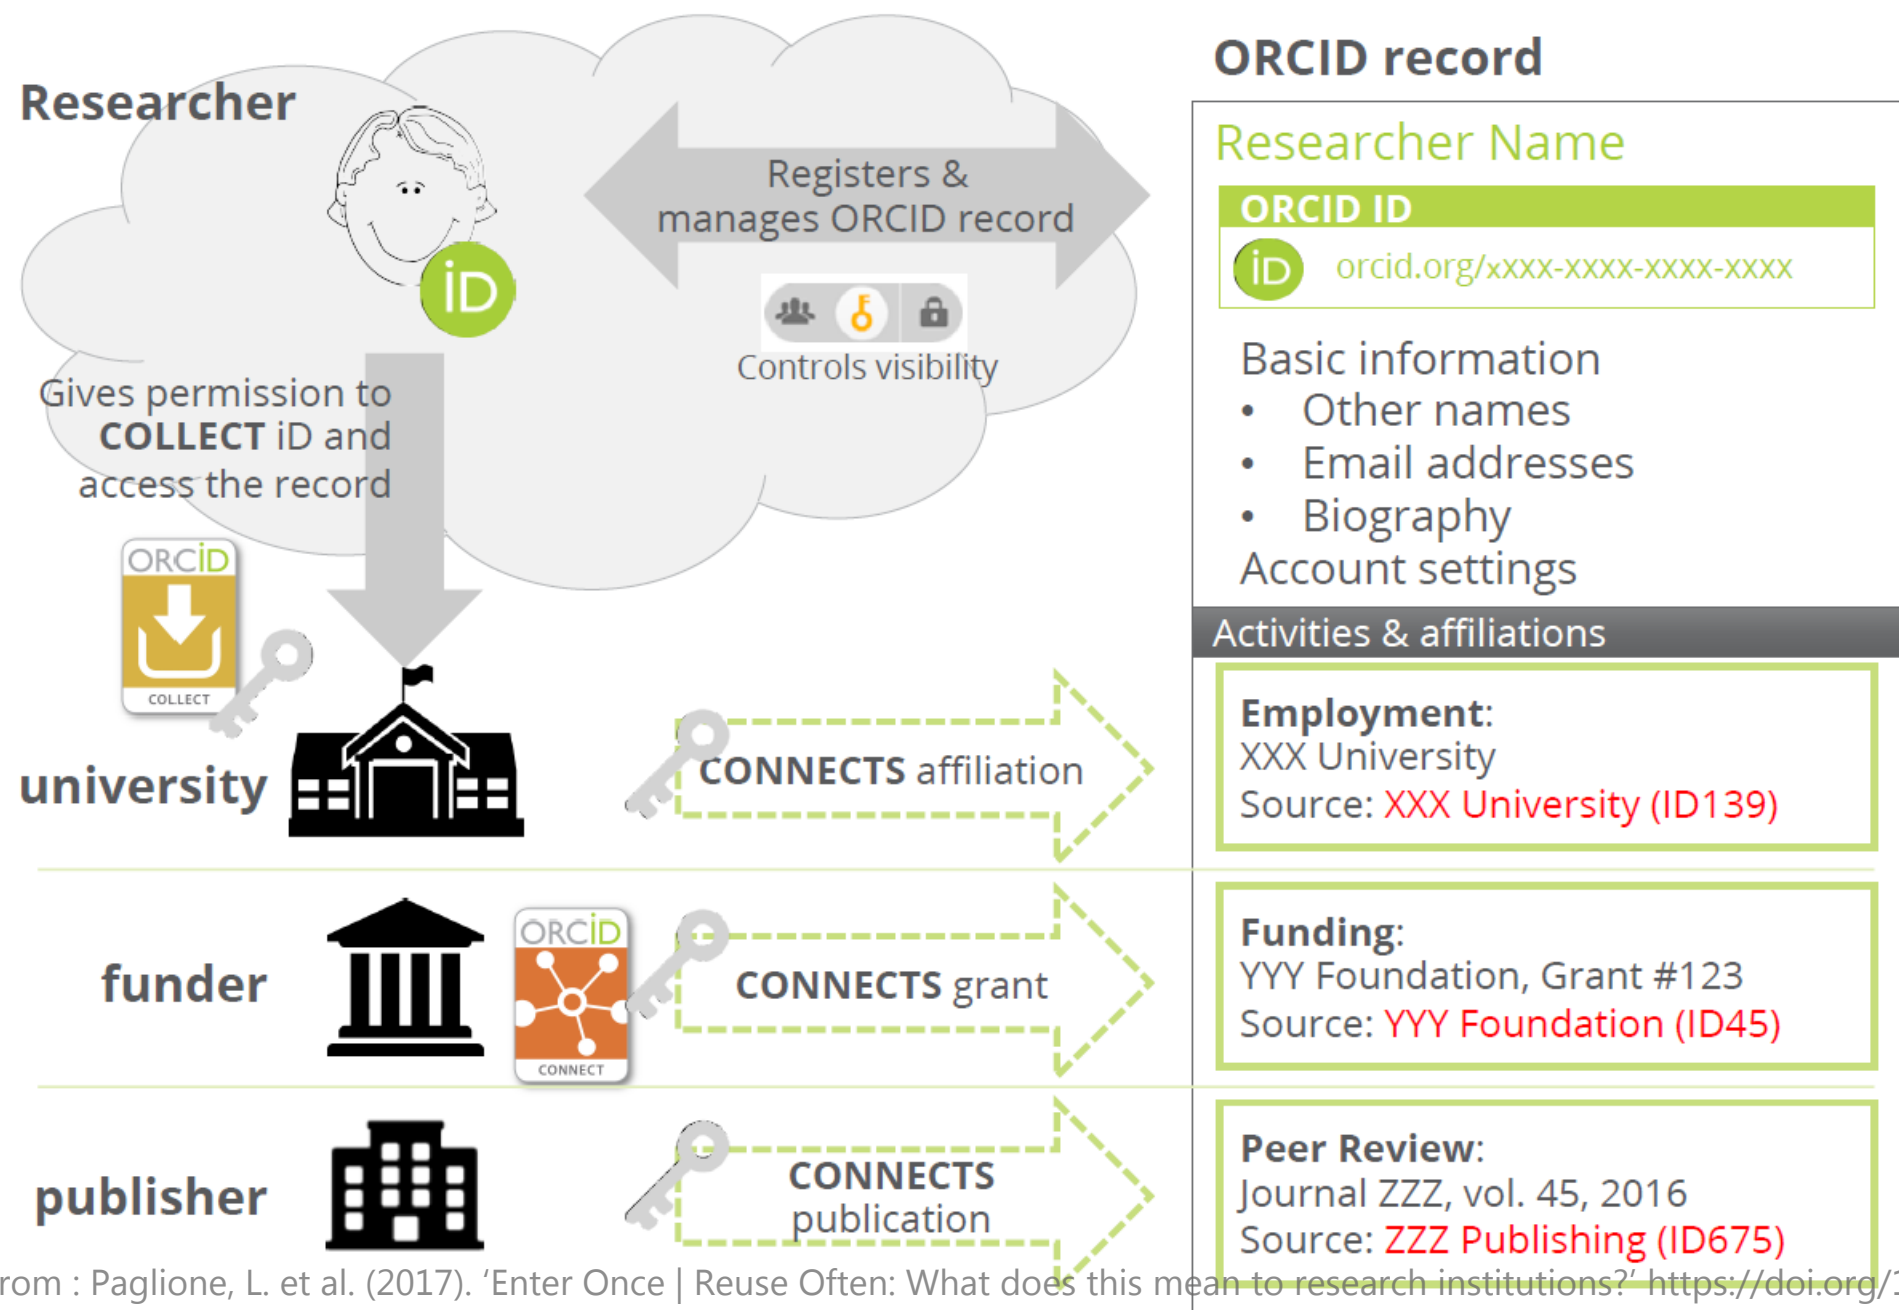 Researcher
Registers &
manages ORCID record
Controls visibility
iD
Gives permission to
COLLECT iD and
access the record
ORCiD
COLLECT
university
CONNECTS affiliation
funder
ORCiD
CONNECT
CONNECTS grant
publisher
CONNECTS
publication
ORCID record
Researcher Name
ORCID ID
iD
orcid.org/xxxx-xxxx-xxxx-xxxx
Basic information
• Other names
• Email addresses
• Biography
Account settings
Activities & affiliations
Employment:
XXX University
Source: XXX University (ID139)
Funding:
YYY Foundation, Grant #123
Source: YYY Foundation (ID45)
Peer Review:
Journal ZZZ, vol. 45, 2016
Source: ZZZ Publishing (ID675)
rom : Paglione, L. et al. (2017). ‘Enter Once | Reuse Often: What does this mean to research institutions?’ https://doi.org/